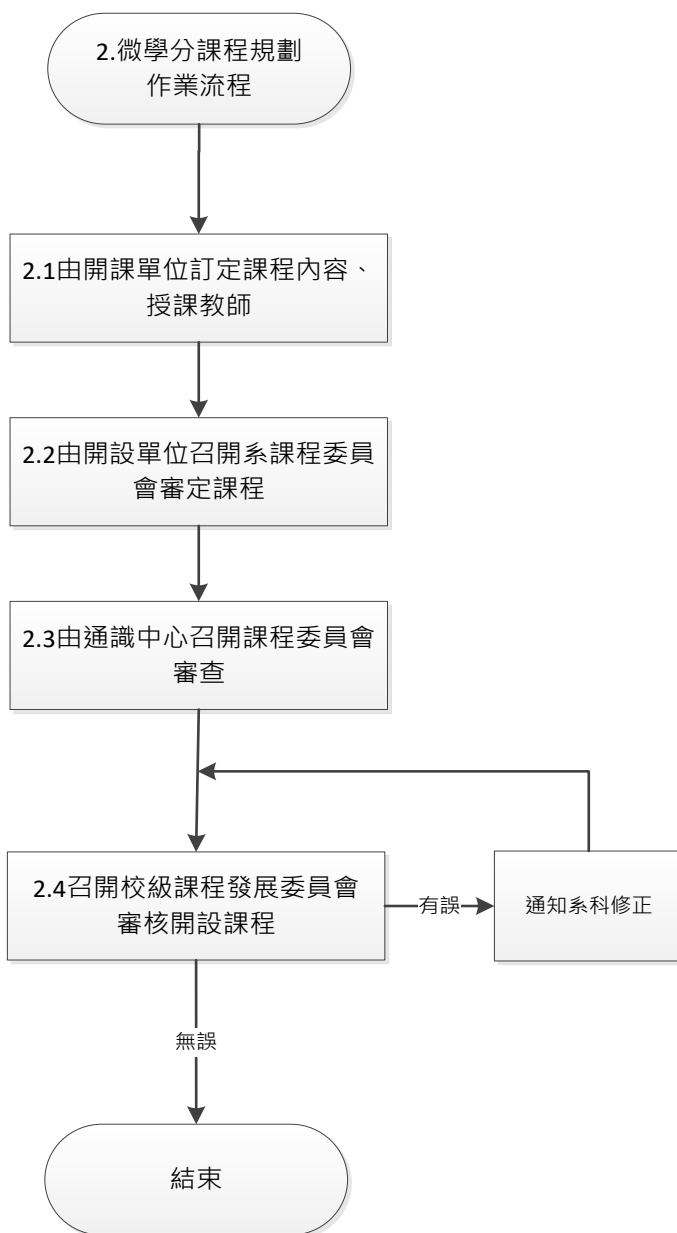 2.微學分課程規劃
作業流程
2.1由開課單位訂定課程內容、
授課教師
2.2由開設單位召開系課程委員
會審定課程
2.3由通識中心召開課程委員會
審查
2.4召開校級課程發展委員會
審核開設課程
有誤
通知系科修正
無誤
結束